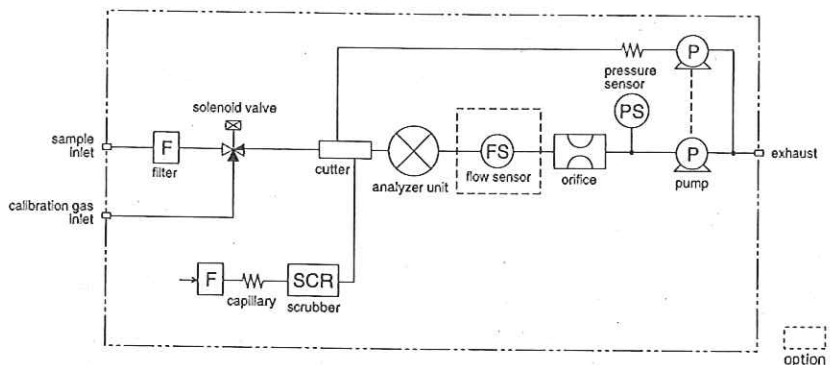 solenoid valve
sample
inlet
F
filter
calibration gas
inlet
cutter
analyzer unit
FS
flow sensor
orifice
pressure
sensor
PS
P
P
pump
exhaust
F
capillary
SCR
scrubber
option